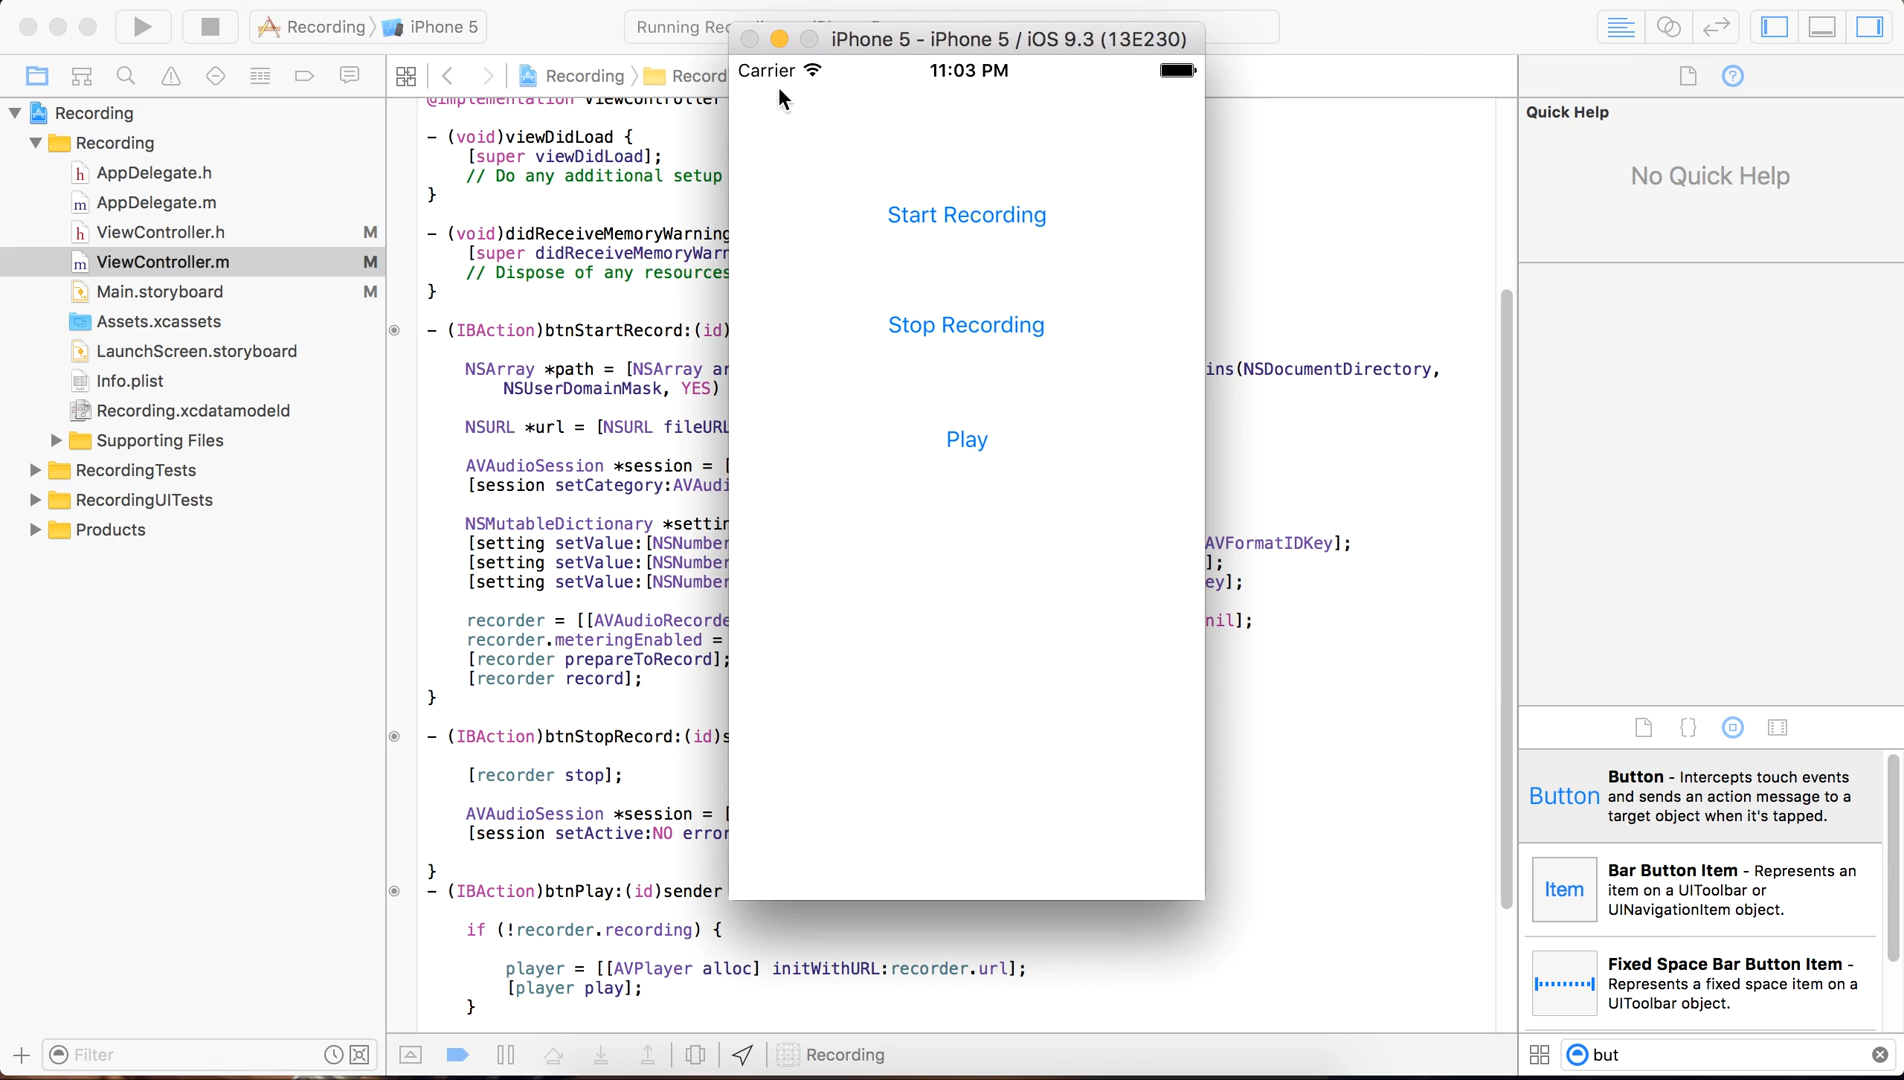 Recording
iPhone 5
Running Rec
iPhone 5 - iPhone 5 / iOS 9.3 (13E230)
Carrier
11:03 PM
Recording
Record
Quick Help
No Quick Help
Recording
Recording
AppDelegate.h
AppDelegate.m
ViewController.h M
ViewController.m M
Main.storyboard M
Assets.xcassets
LaunchScreen.storyboard
Info.plist
Recording.xcdatamodeld
Supporting Files
RecordingTests
RecordingUITests
Products
Filter
@implementation ViewController
- (void)viewDidLoad {
[super viewDidLoad];
// Do any additional setup
}
- (void)didReceiveMemoryWarning
[super didReceiveMemoryWarn
// Dispose of any resources
}
- (IBAction)btnStartRecord:(id)
NSArray *path = [NSArray ar
ins(NSDocumentDirectory,
NSUserDomainMask, YES)
NSURL *url = [NSURL fileURL
AVAudioSession *session = [
[session setCategory:AVAudi
NSMutableDictionary *settin
[setting setValue:[NSNumber
AVFormatIDKey];
[setting setValue:[NSNumber
];
[setting setValue:[NSNumber
ey];
recorder = [[AVAudioRecorde
nil];
recorder.meteringEnabled =
[recorder prepareToRecord];
[recorder record];
}
- (IBAction)btnStopRecord:(id)s
[recorder stop];
AVAudioSession *session = [
[session setActive:NO error
}
- (IBAction)btnPlay:(id)sender
if (!recorder.recording) {
player = [[AVPlayer alloc] initWithURL:recorder.url];
[player play];
}
Start Recording
Stop Recording
Play
Recording
Button
Button - Intercepts touch events
and sends an action message to a
target object when it's tapped.
Item
Bar Button Item - Represents an
item on a UIToolbar or
UINavigationItem object.
Fixed Space Bar Button Item -
Represents a fixed space item on a
UIToolbar object.
but